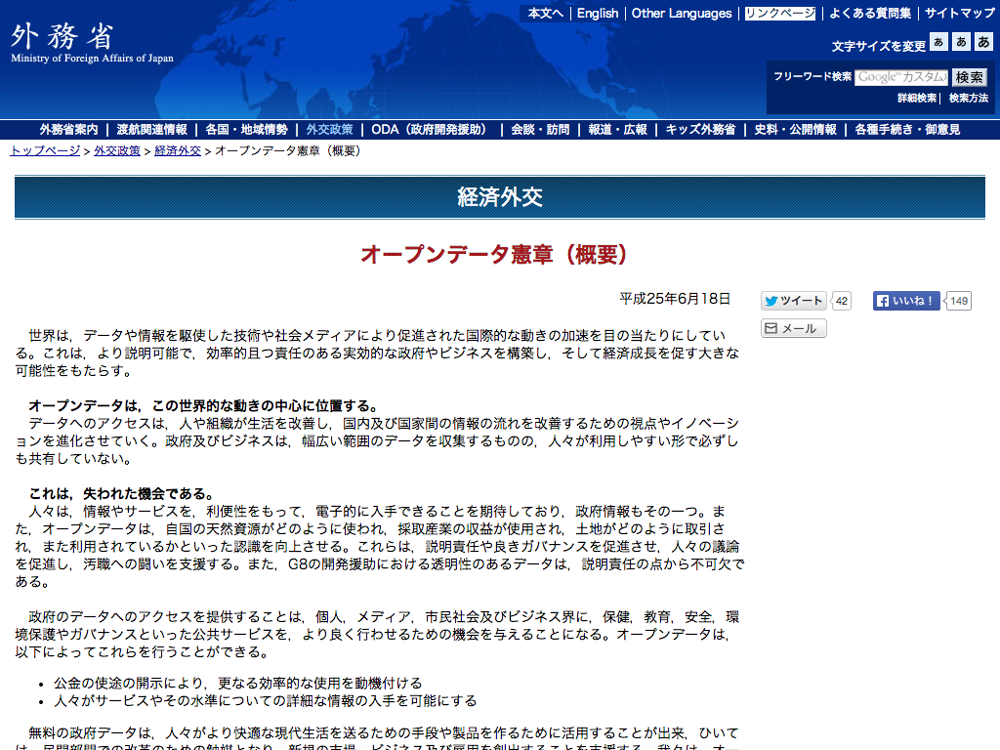 本文へ | English | Other Languages | リンクページ | よくある質問集 | サイトマップ
外務省
Ministry of Foreign Affairs of Japan
文字サイズを変更 あ あ あ
フリーワード検索 Google™カスタム 検索
詳細検索 | 検索方法
外務省案内 | 渡航関連情報 | 各国・地域情勢 | 外交政策 | ODA（政府開発援助） | 会談・訪問 | 報道・広報 | キッズ外務省 | 史料・公開情報 | 各種手続き・御意見
トップページ > 外交政策 > 経済外交 > オープンデータ憲章（概要）
経済外交
オープンデータ憲章（概要）
平成25年6月18日
ツイート 42 いいね！ 149
メール
世界は，データや情報を駆使した技術や社会メディアにより促進された国際的な動きの加速を目の当たりにしてい
る。これは，より説明可能で，効率的且つ責任のある実効的な政府やビジネスを構築し，そして経済成長を促す大きな
可能性をもたらす。
オープンデータは，この世界的な動きの中心に位置する。
データへのアクセスは，人や組織が生活を改善し，国内及び国家間の情報の流れを改善するための視点やイノベーシ
ョンを進化させていく。政府及びビジネスは，幅広い範囲のデータを収集するものの，人々が利用しやすい形で必ずし
も共有していない。
これは，失われた機会である。
人々は，情報やサービスを，利便性をもって，電子的に入手できることを期待しており，政府情報もその一つ。ま
た，オープンデータは，自国の天然資源がどのように使われ，採取産業の収益が使用され，土地がどのように取引さ
れ，また利用されているかといった認識を向上させる。これらは，説明責任や良きガバナンスを促進させ，人々の議論
を促進し，汚職への闘いを支援する。また，G8の開発援助における透明性のあるデータは，説明責任の点から不可欠で
ある。
政府のデータへのアクセスを提供することは，個人，メディア，市民社会及びビジネス界に，保健，教育，安全，環
境保護やガバナンスといった公共サービスを，より良く行わせるための機会を与えることになる。オープンデータは，
以下によってこれらを行うことができる。
• 公金の使途の開示により，更なる効率的な使用を動機付ける
• 人々がサービスやその水準についての詳細な情報の入手を可能にする
無料の政府データは，人々がより快適な現代生活を送るための手段や製品を作るために活用することが出来，ひいて
は，民間部門での改革のための触媒となり，新規の市場，ビジネス及び雇用を創出することを支援する。我々は，オー